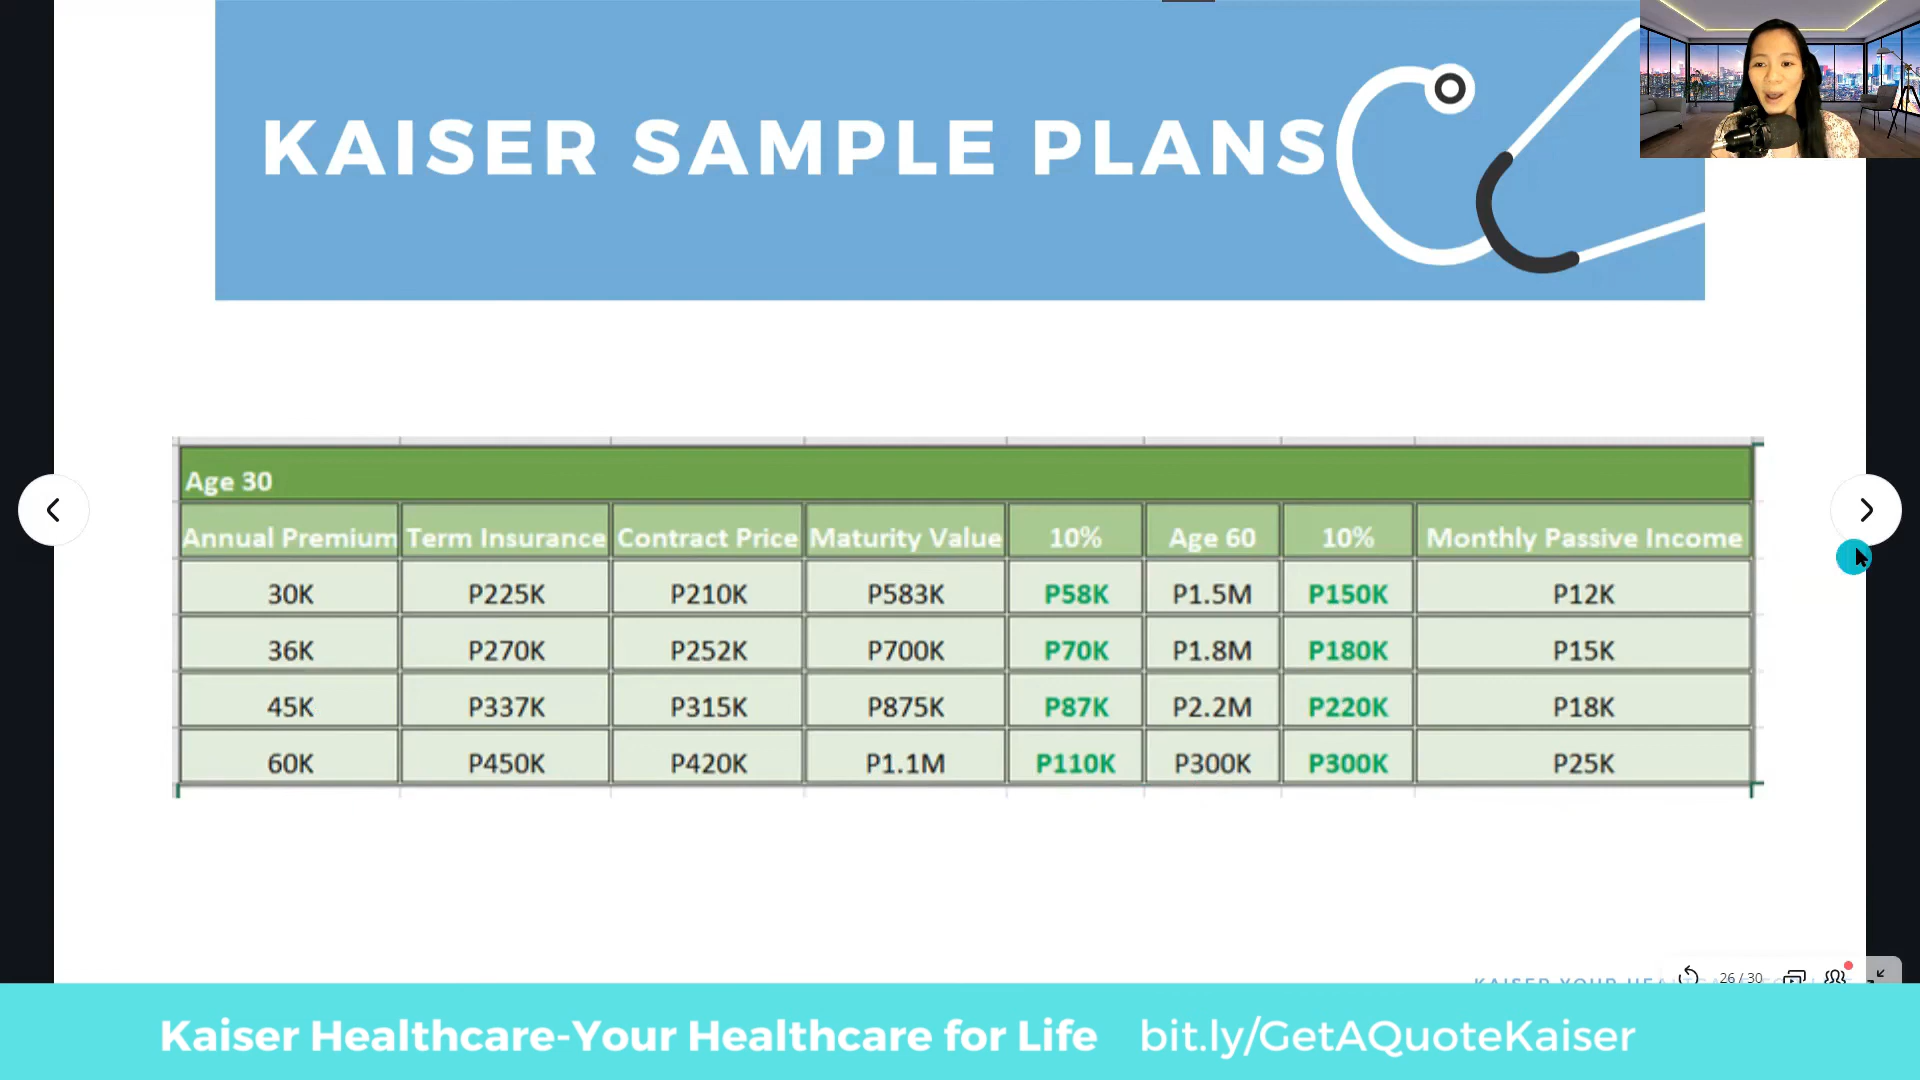 KAISER SAMPLE PLANS
Age 30
Annual Premium Term Insurance Contract Price Maturity Value 10% Age 60 10% Monthly Passive Income
30K P225K P210K P583K P58K P1.5M P150K P12K
36K P270K P252K P700K P70K P1.8M P180K P15K
45K P337K P315K P875K P87K P2.2M P220K P18K
60K P450K P420K P1.1M P110K P300K P300K P25K
KAISER YOUR
26 / 30
Kaiser Healthcare-Your Healthcare for Life bit.ly/GetAQuoteKaiser